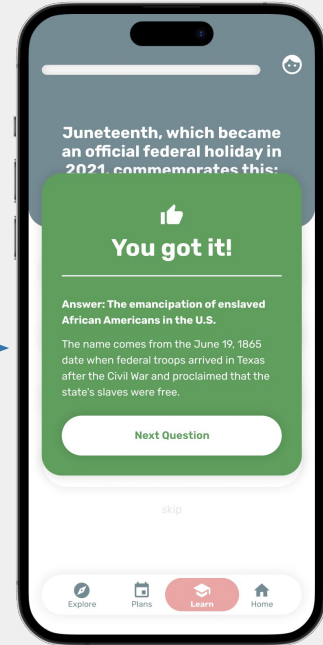 Juneteenth, which became
an official federal holiday in
2021, commemorates this:
You got it!
Answer: The emancipation of enslaved
African Americans in the U.S.
The name comes from the June 19, 1865
date when federal troops arrived in Texas
after the Civil War and proclaimed that the
state's slaves were free.
Next Question
skip
Explore Plans Learn Home